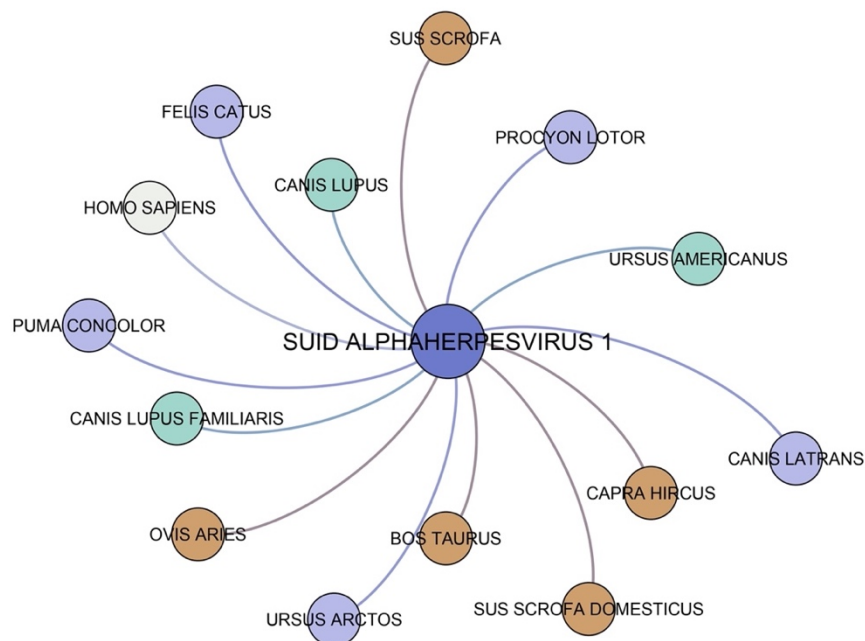 SUS SCROFA
FELIS CATUS
PROCYON LOTOR
CANIS LUPUS
HOMO SAPIENS
URSUS AMERICANUS
PUMA CONCOLOR
SUID ALPHAHERPESVIRUS 1
CANIS LUPUS FAMILIARIS
CANIS LATRANS
CAPRA HIRCUS
OVIS ARIES
BOS TAURUS
SUS SCROFA DOMESTICUS
URSUS ARCTOS